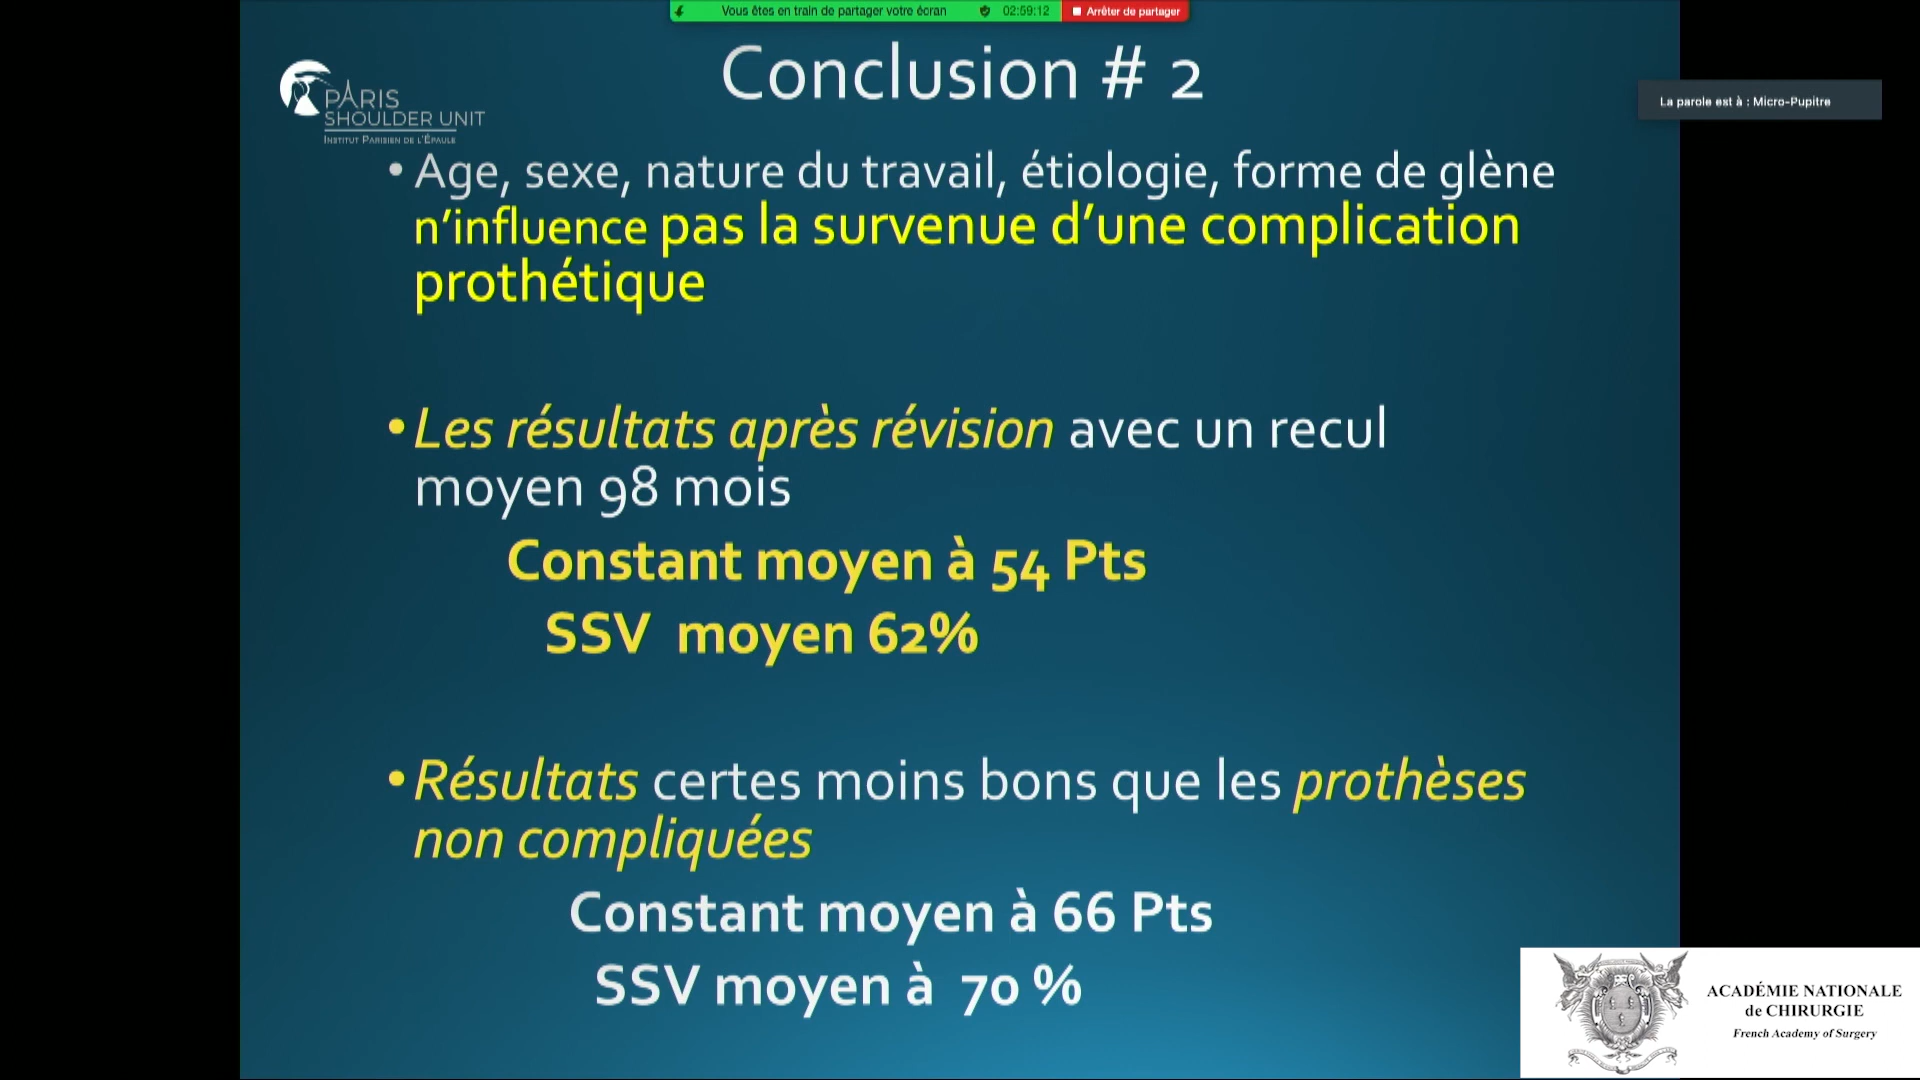 Vous êtes en train de partager votre écran 02:59:12 Arrêter de partager
Conclusion # 2
PARIS
SHOULDER UNIT
INSTITUT PARISIEN DE L'ÉPAULE
La parole est à : Micro-Pupitre
• Age, sexe, nature du travail, étiologie, forme de glène
n’influence pas la survenue d’une complication
prothétique
• Les résultats après révision avec un recul
moyen 98 mois
Constant moyen à 54 Pts
SSV moyen 62%
• Résultats certes moins bons que les prothèses
non compliquées
Constant moyen à 66 Pts
SSV moyen à 70 %
ACADÉMIE NATIONALE
de CHIRURGIE
French Academy of Surgery